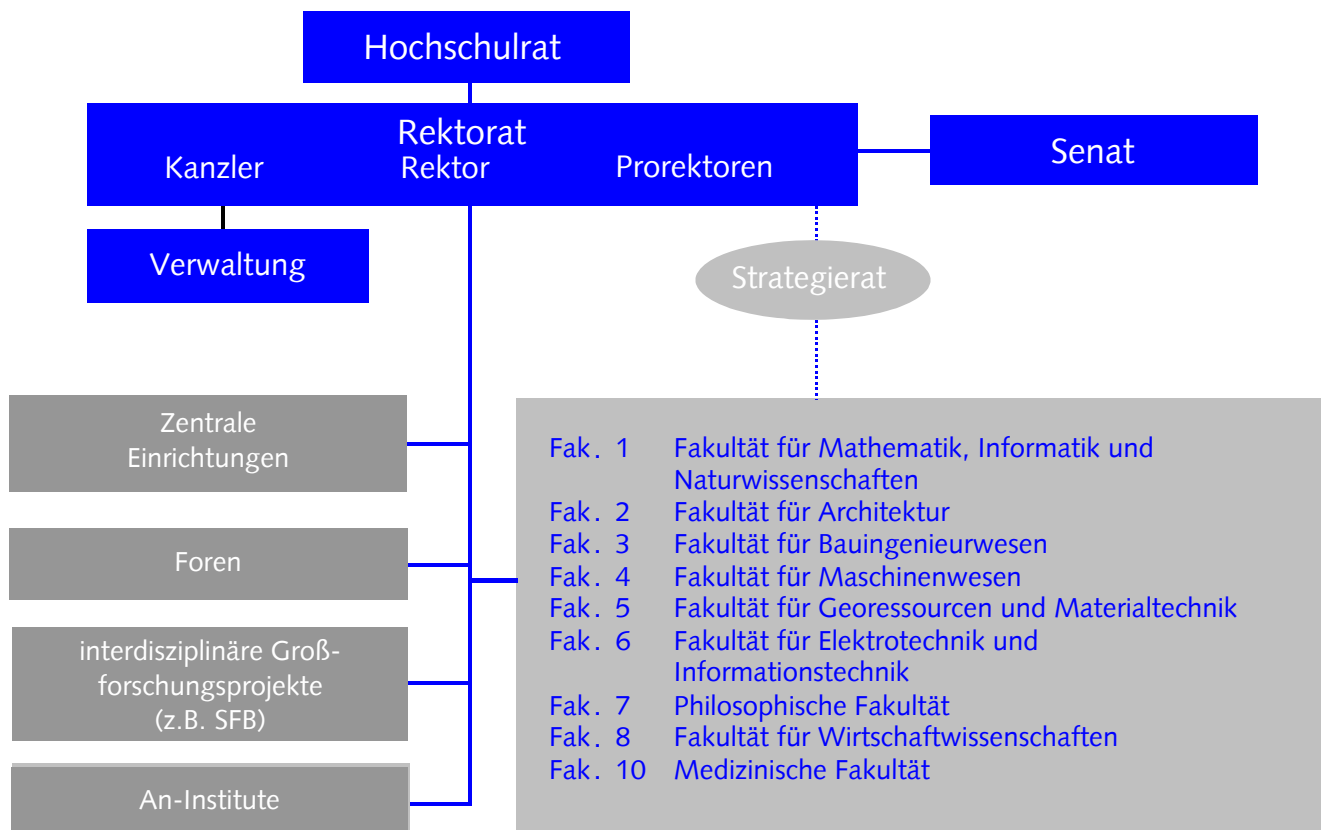 Hochschulrat
Rektorat
Kanzler Rektor Prorektoren
Senat
Verwaltung
Strategierat
Zentrale
Einrichtungen
Foren
interdisziplinäre Groß-
forschungsprojekte
(z.B. SFB)
An-Institute
Fak. 1 Fakultät für Mathematik, Informatik und
Naturwissenschaften
Fak. 2 Fakultät für Architektur
Fak. 3 Fakultät für Bauingenieurwesen
Fak. 4 Fakultät für Maschinenwesen
Fak. 5 Fakultät für Georessourcen und Materialtechnik
Fak. 6 Fakultät für Elektrotechnik und
Informationstechnik
Fak. 7 Philosophische Fakultät
Fak. 8 Fakultät für Wirtschaftwissenschaften
Fak. 10 Medizinische Fakultät